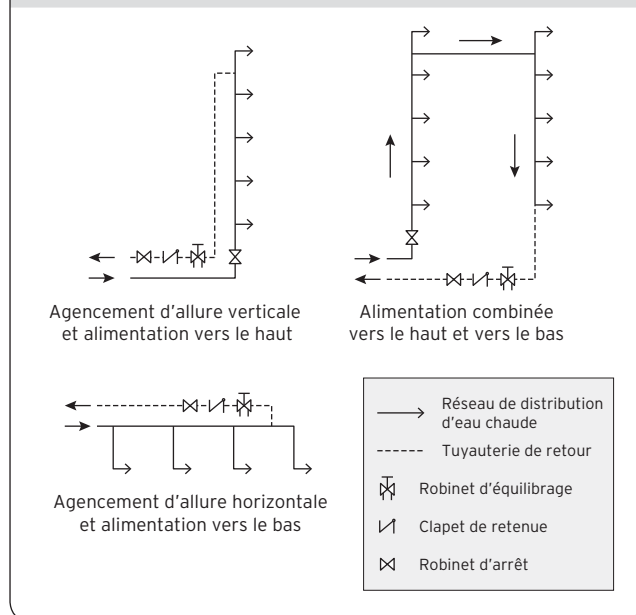 Agencement d'allure verticale
et alimentation vers le haut
Alimentation combinée
vers le haut et vers le bas
Agencement d'allure horizontale
et alimentation vers le bas
Réseau de distribution
d'eau chaude
Tuyauterie de retour
Robinet d'équilibrage
Clapet de retenue
Robinet d'arrêt